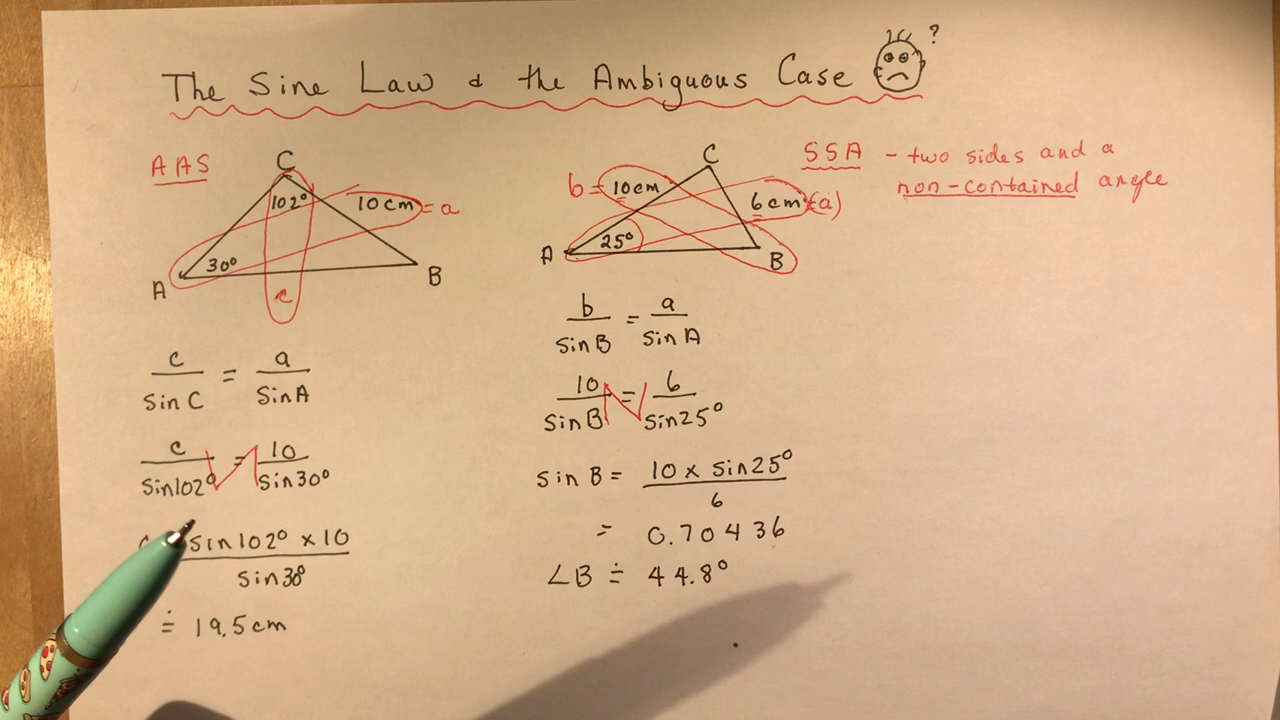 The Sine Law & the Ambiguous Case ?
AAS
C
102°
10cm = a
30°
A
B
c
c/sin C = a/sin A
c/sin102° = 10/sin30°
sin102° x 10/sin30°
≐ 19.5cm
SSA - two sides and a
non-contained angle
C
b = 10cm
6cm (a)
25°
A
B
b/sin B = a/sin A
10/sin B = 6/sin25°
sin B = 10 x sin25°/6
= 0.70436
∠B ≐ 44.8°